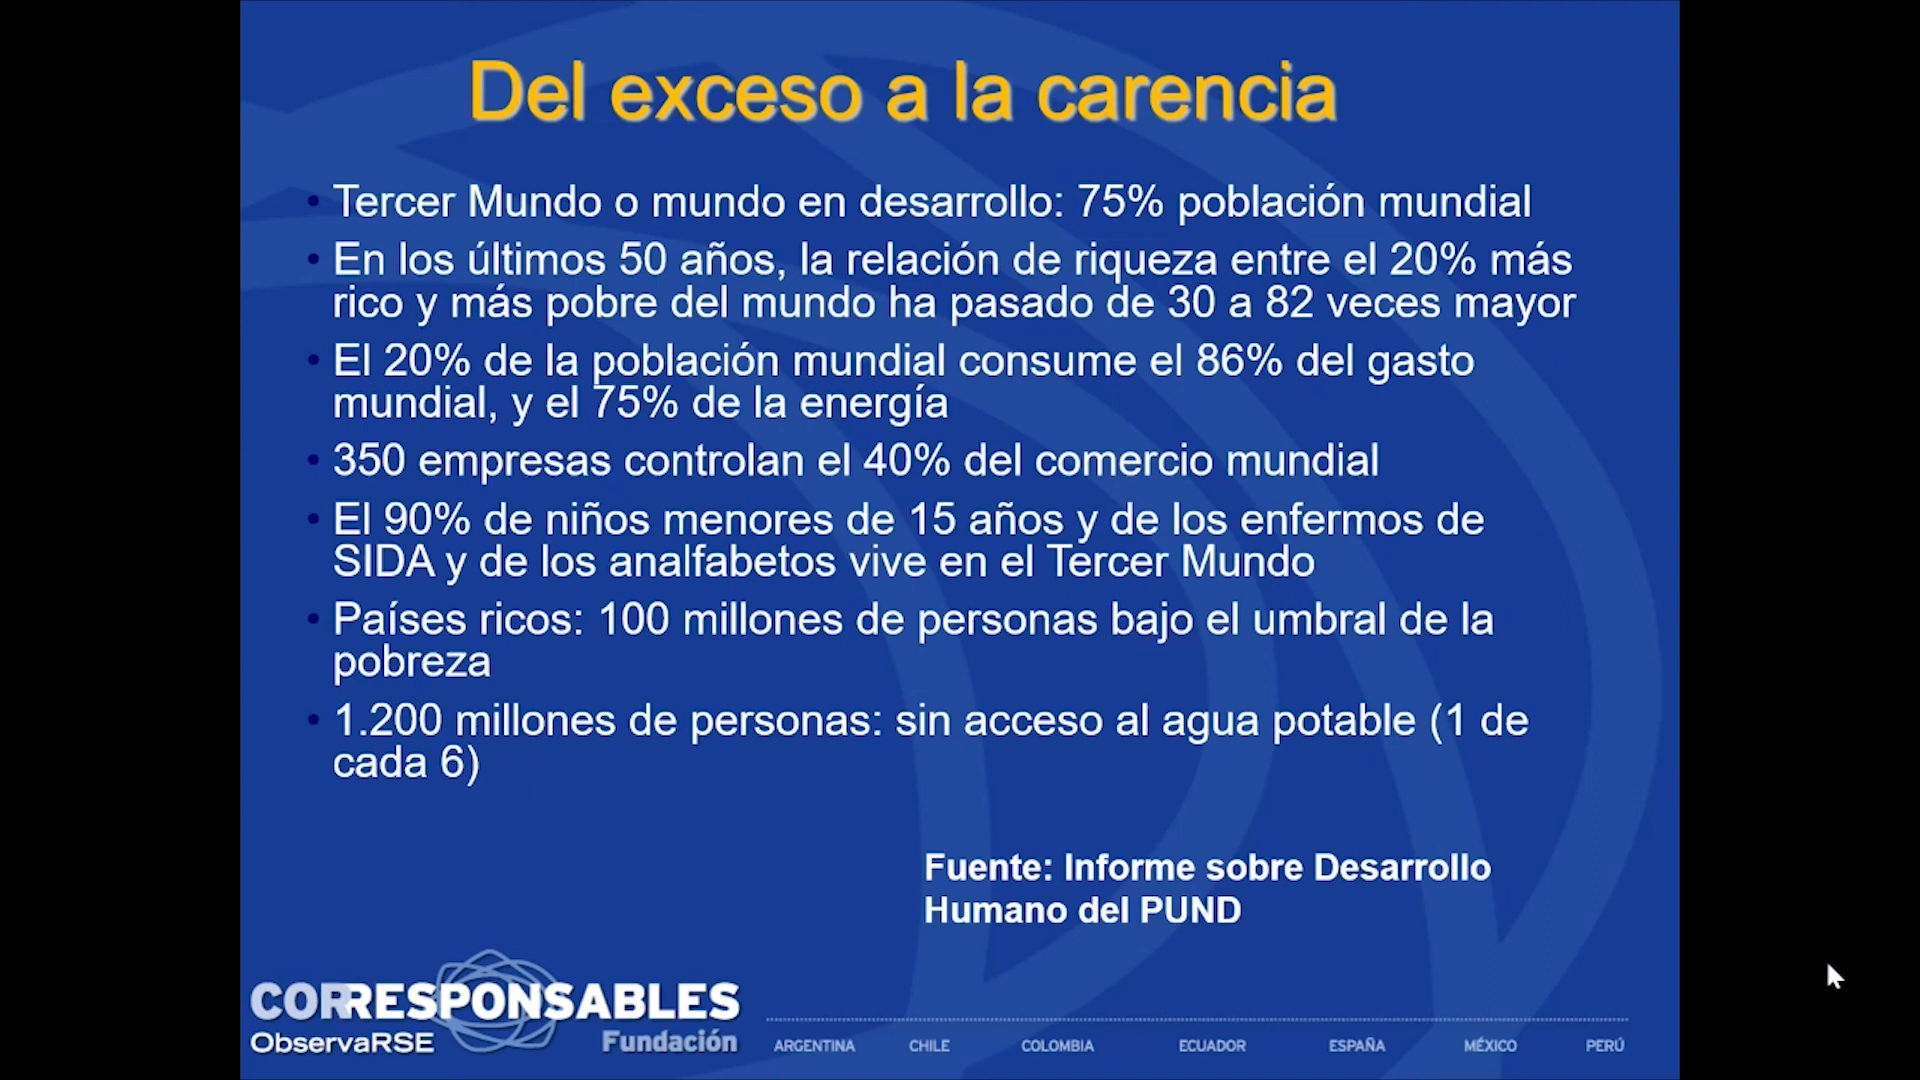 Del exceso a la carencia
• Tercer Mundo o mundo en desarrollo: 75% población mundial
• En los últimos 50 años, la relación de riqueza entre el 20% más
rico y más pobre del mundo ha pasado de 30 a 82 veces mayor
• El 20% de la población mundial consume el 86% del gasto
mundial, y el 75% de la energía
• 350 empresas controlan el 40% del comercio mundial
• El 90% de niños menores de 15 años y de los enfermos de
SIDA y de los analfabetos vive en el Tercer Mundo
• Países ricos: 100 millones de personas bajo el umbral de la
pobreza
• 1.200 millones de personas: sin acceso al agua potable (1 de
cada 6)
Fuente: Informe sobre Desarrollo
Humano del PUND
CORRESPONSABLES
ObservaRSE Fundación
ARGENTINA CHILE COLOMBIA ECUADOR ESPAÑA MÉXICO PERÚ